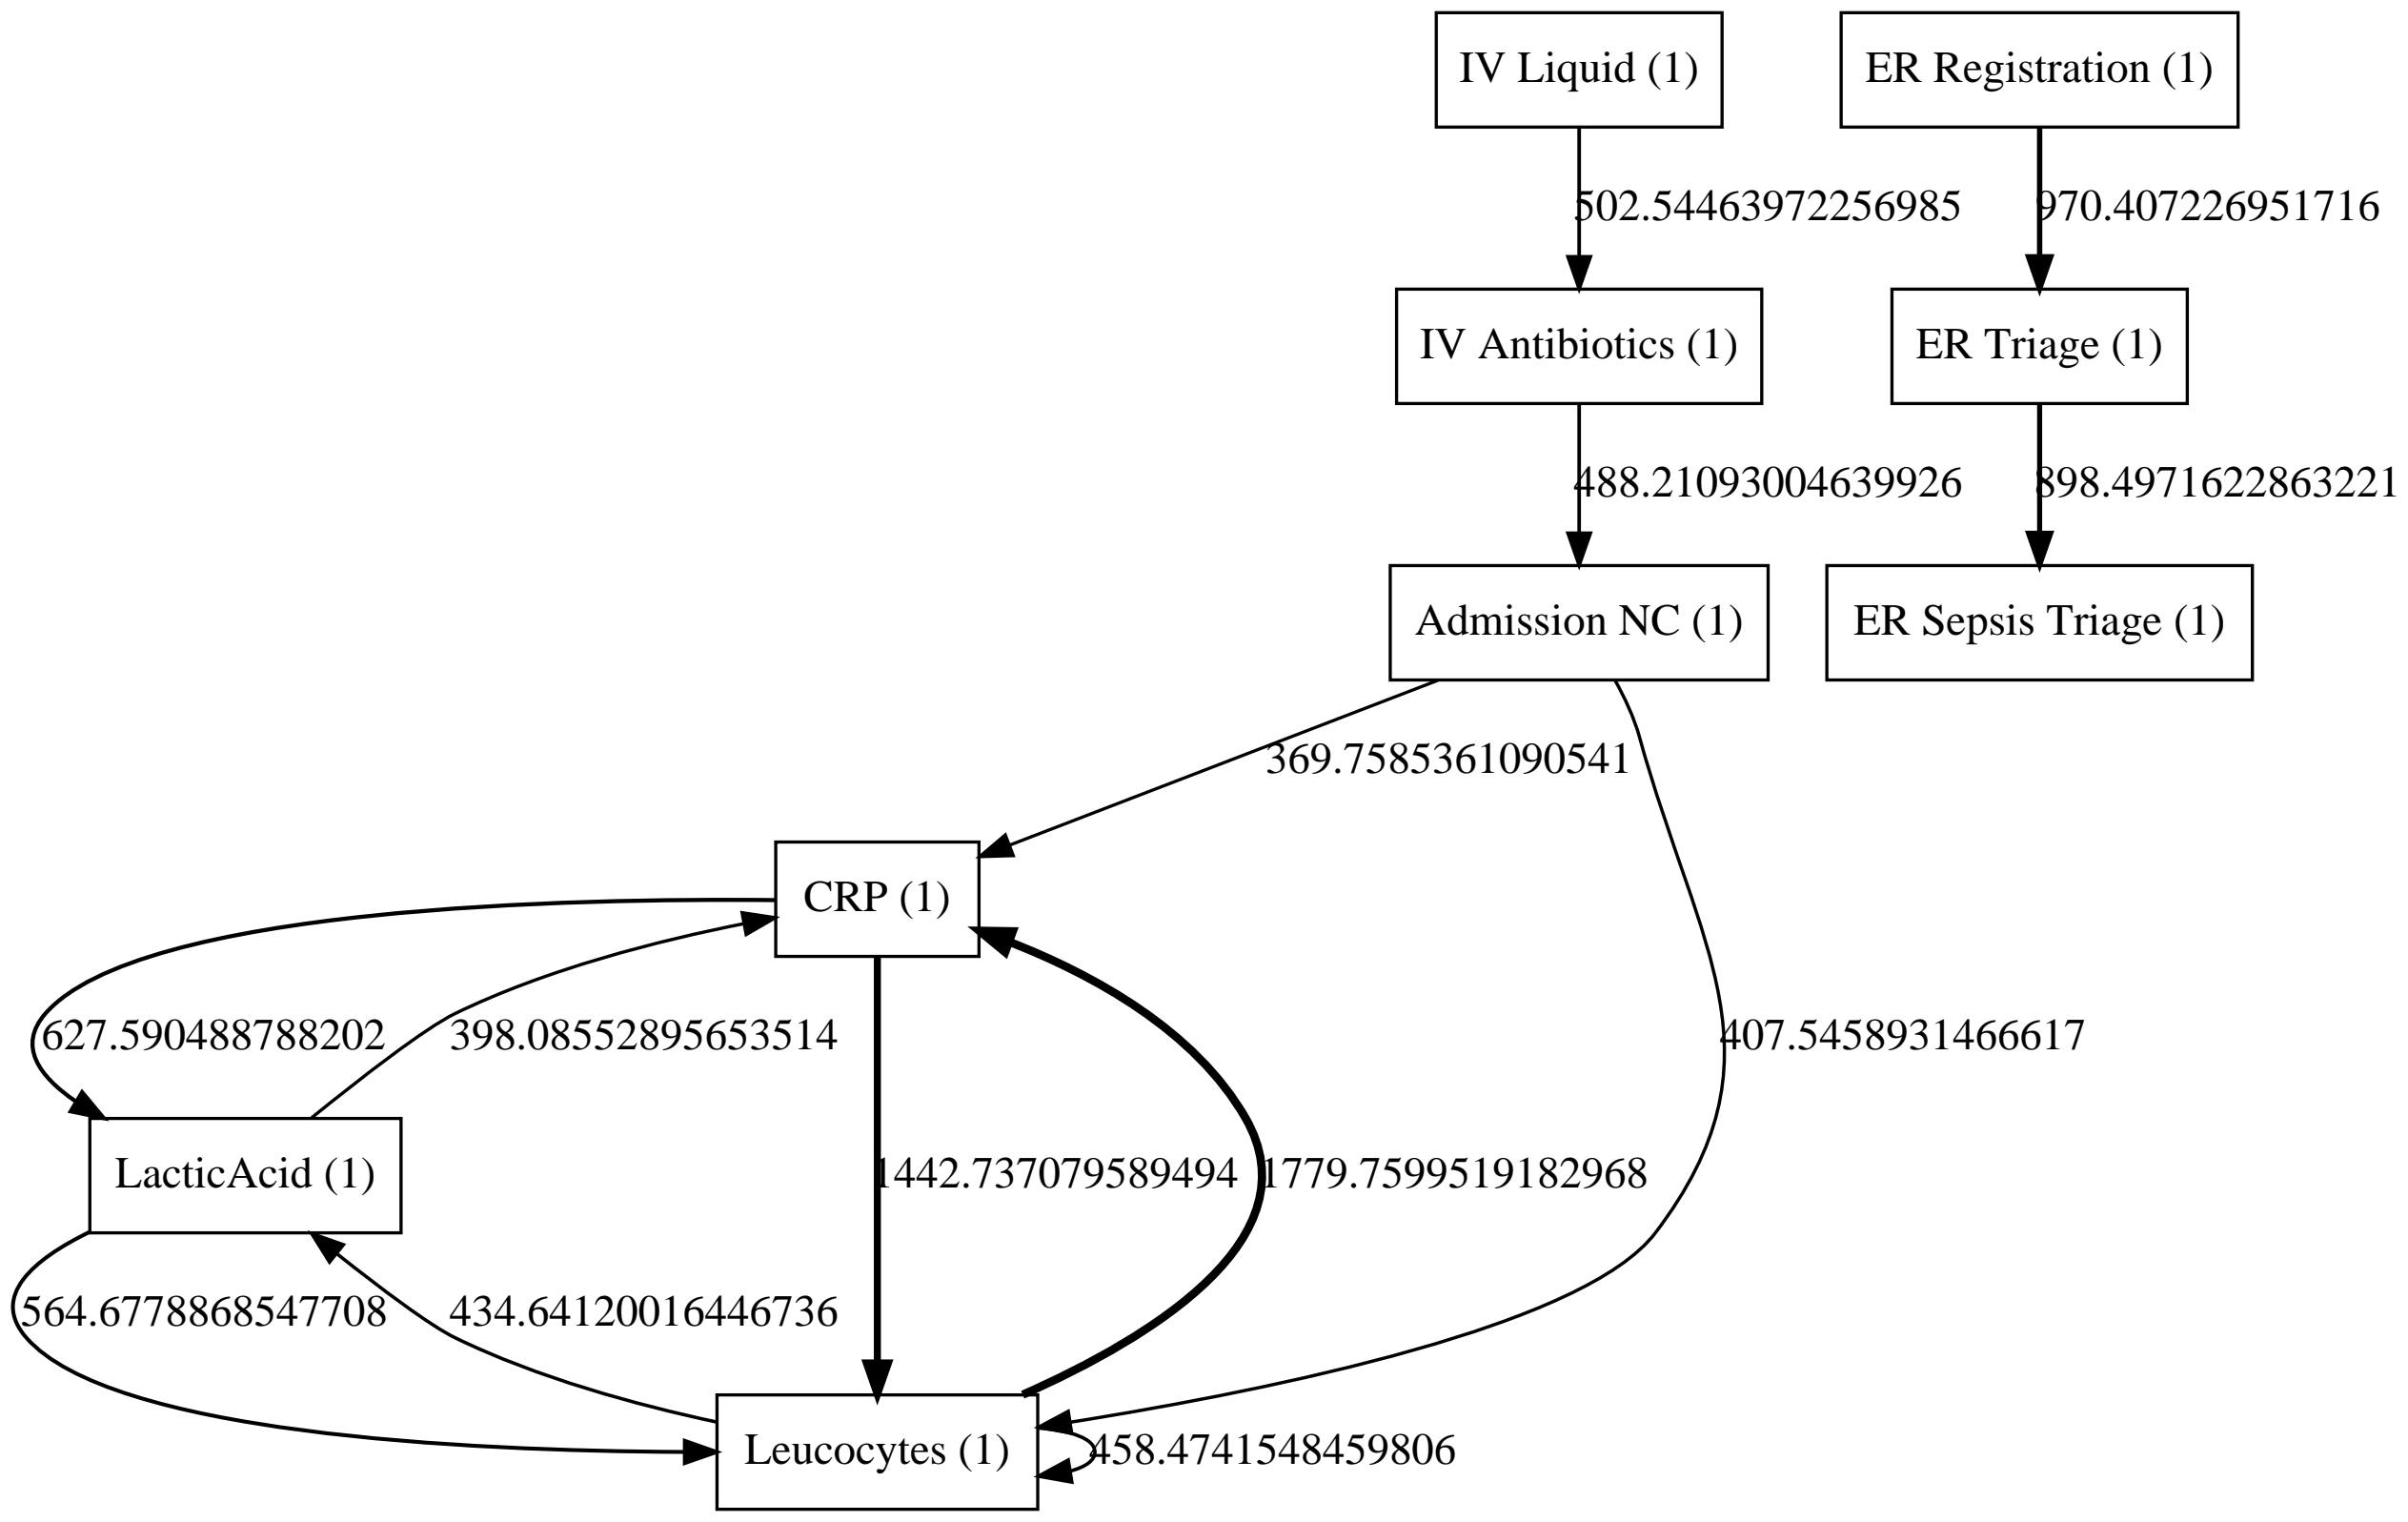 IV Liquid (1)
ER Registration (1)
502.54463972256985
970.407226951716
IV Antibiotics (1)
ER Triage (1)
488.21093004639926
898.4971622863221
Admission NC (1)
ER Sepsis Triage (1)
369.7585361090541
CRP (1)
627.590488788202
398.08552895653514
407.5458931466617
LacticAcid (1)
1442.737079589494
1779.7599519182968
564.6778868547708
434.64120016446736
Leucocytes (1)
458.4741548459806